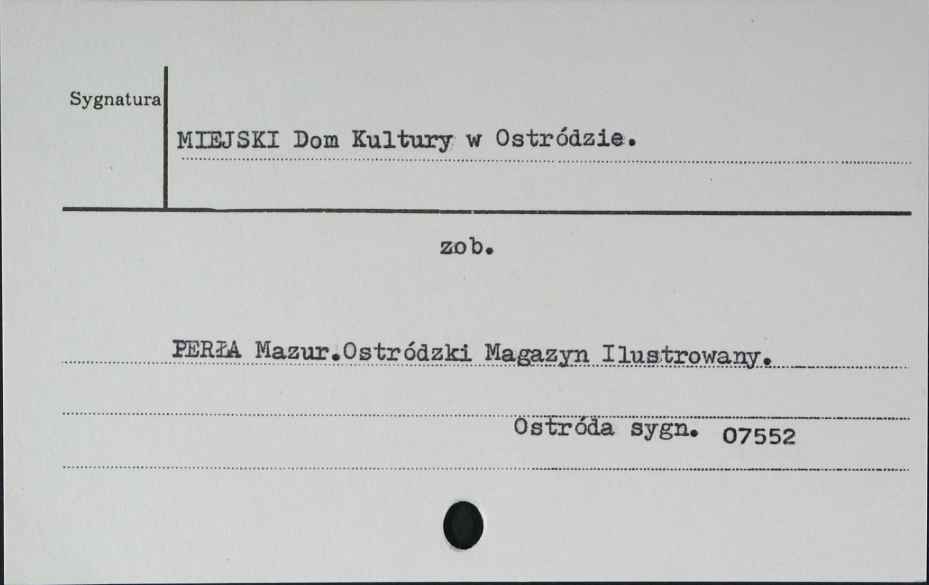 Sygnatura
MIEJSKI Dom Kultury w Ostródzie.
zob.
PERŁA Mazur.Ostródzki Magazyn Ilustrowany.
Ostróda sygn. 07552